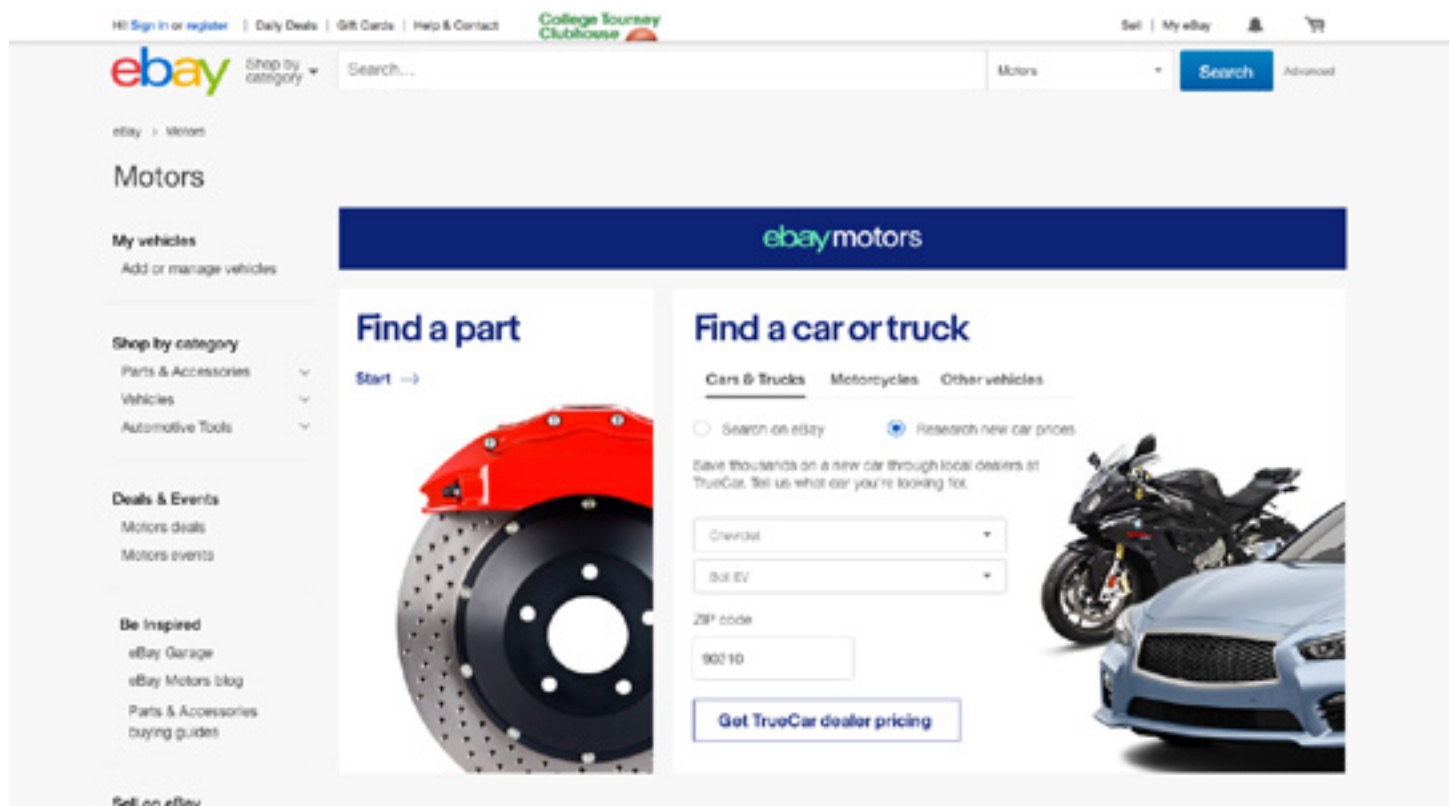 Hi! Sign in or register | Daily Deals | Gift Cards | Help & Contact
College Tourney
Clubhouse
Sell | My eBay
ebay
Shop by
category
Search...
Motors
Search
Advanced
eBay > Motors
Motors
My vehicles
Add or manage vehicles
Shop by category
Parts & Accessories
Vehicles
Automotive Tools
Deals & Events
Motors deals
Motors events
Be Inspired
eBay Garage
eBay Motors blog
Parts & Accessories
buying guides
Sell on eBay
ebaymotors
Find a part
Start →
Find a car or truck
Cars & Trucks Motorcycles Other vehicles
Search on eBay Research new car prices
Save thousands on a new car through local dealers at
TrueCar. Tell us what car you're looking for.
Chevrolet
Bolt EV
ZIP code
90210
Get TrueCar dealer pricing